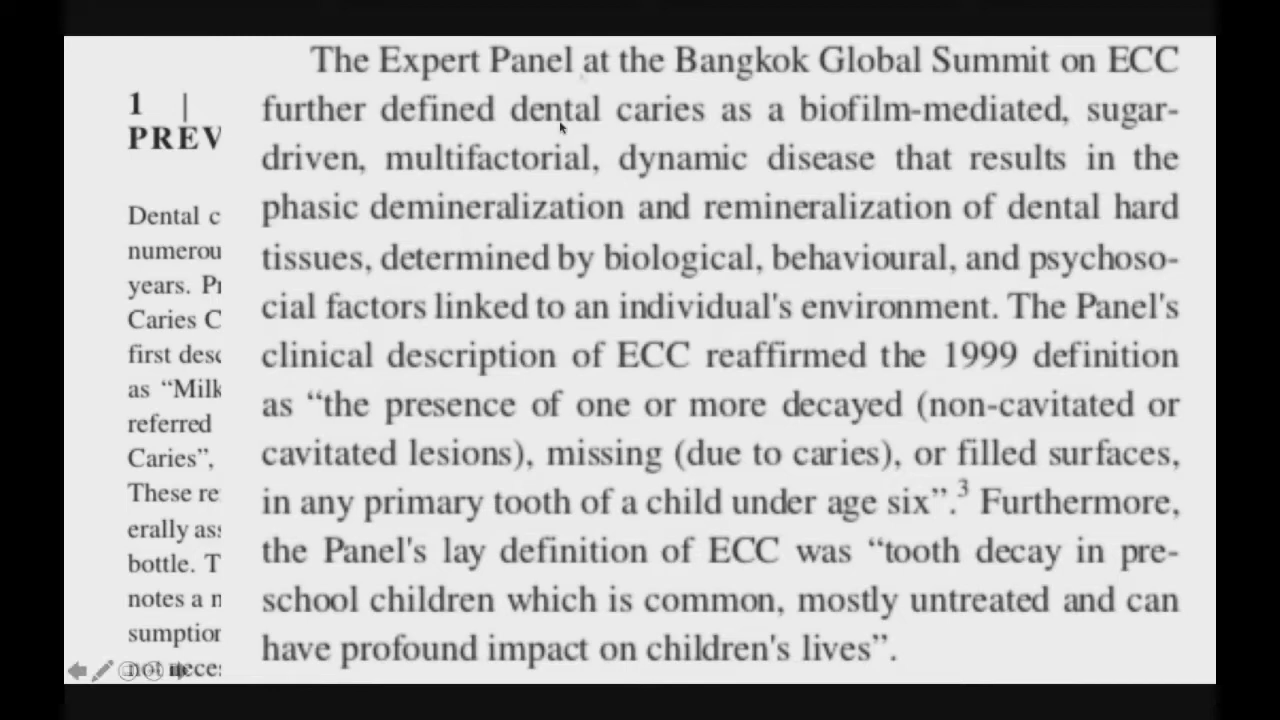 The Expert Panel at the Bangkok Global Summit on ECC
further defined dental caries as a biofilm-mediated, sugar-
driven, multifactorial, dynamic disease that results in the
phasic demineralization and remineralization of dental hard
tissues, determined by biological, behavioural, and psychoso-
cial factors linked to an individual's environment. The Panel's
clinical description of ECC reaffirmed the 1999 definition
as “the presence of one or more decayed (non-cavitated or
cavitated lesions), missing (due to caries), or filled surfaces,
in any primary tooth of a child under age six”.3 Furthermore,
the Panel's lay definition of ECC was “tooth decay in pre-
school children which is common, mostly untreated and can
have profound impact on children's lives”.
1 |
PREV
Dental c
numerou
years. Pr
Caries C
first desc
as “Milk
referred
Caries”,
These re
erally ass
bottle. T
notes a n
sumption
not neces